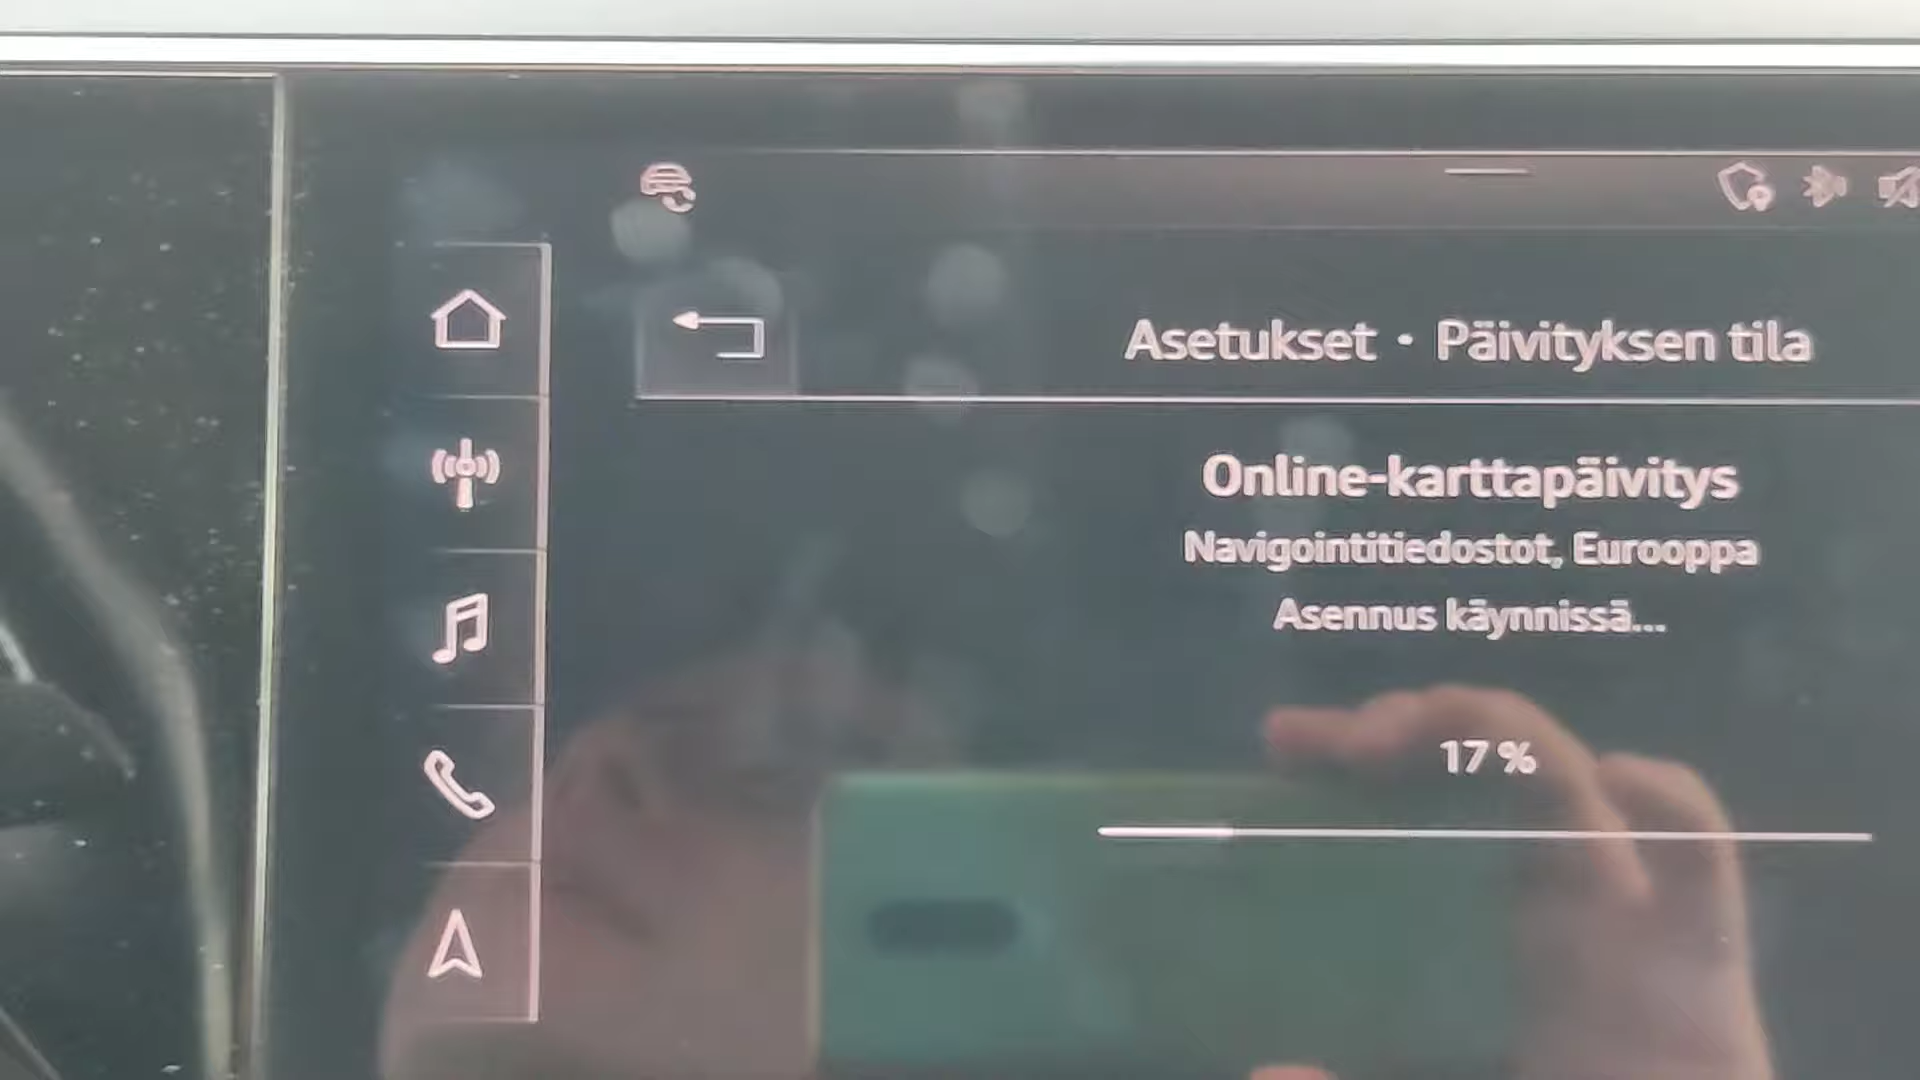 Asetukset • Päivityksen tila
Online-karttapäivitys
Navigointitiedostot, Eurooppa
Asennus käynnissä...
17 %